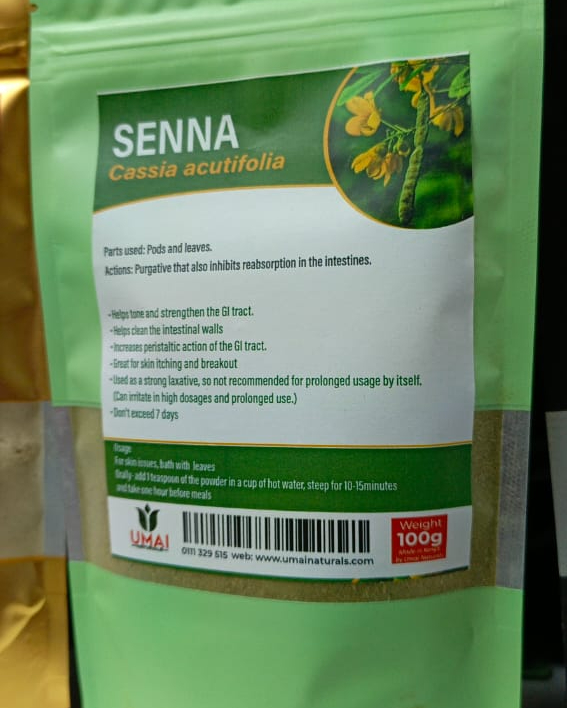 SENNA
Cassia acutifolia
Parts used: Pods and leaves.
Actions: Purgative that also inhibits reabsorption in the intestines.
-Helps tone and strengthen the GI tract.
-Helps clean the intestinal walls
-Increases peristaltic action of the GI tract.
-Great for skin itching and breakout
-Used as a strong laxative, so not recommended for prolonged usage by itself.
(Can irritate in high dosages and prolonged use.)
-Don't exceed 7 days
Usage
For skin issues, bath with leaves
Orally- add 1 teaspoon of the powder in a cup of hot water, steep for 10-15minutes
and take one hour before meals
UMAI
0111 329 515 web: www.umainaturals.com
Weight
100g
Made in Kenya
By Umai Naturals